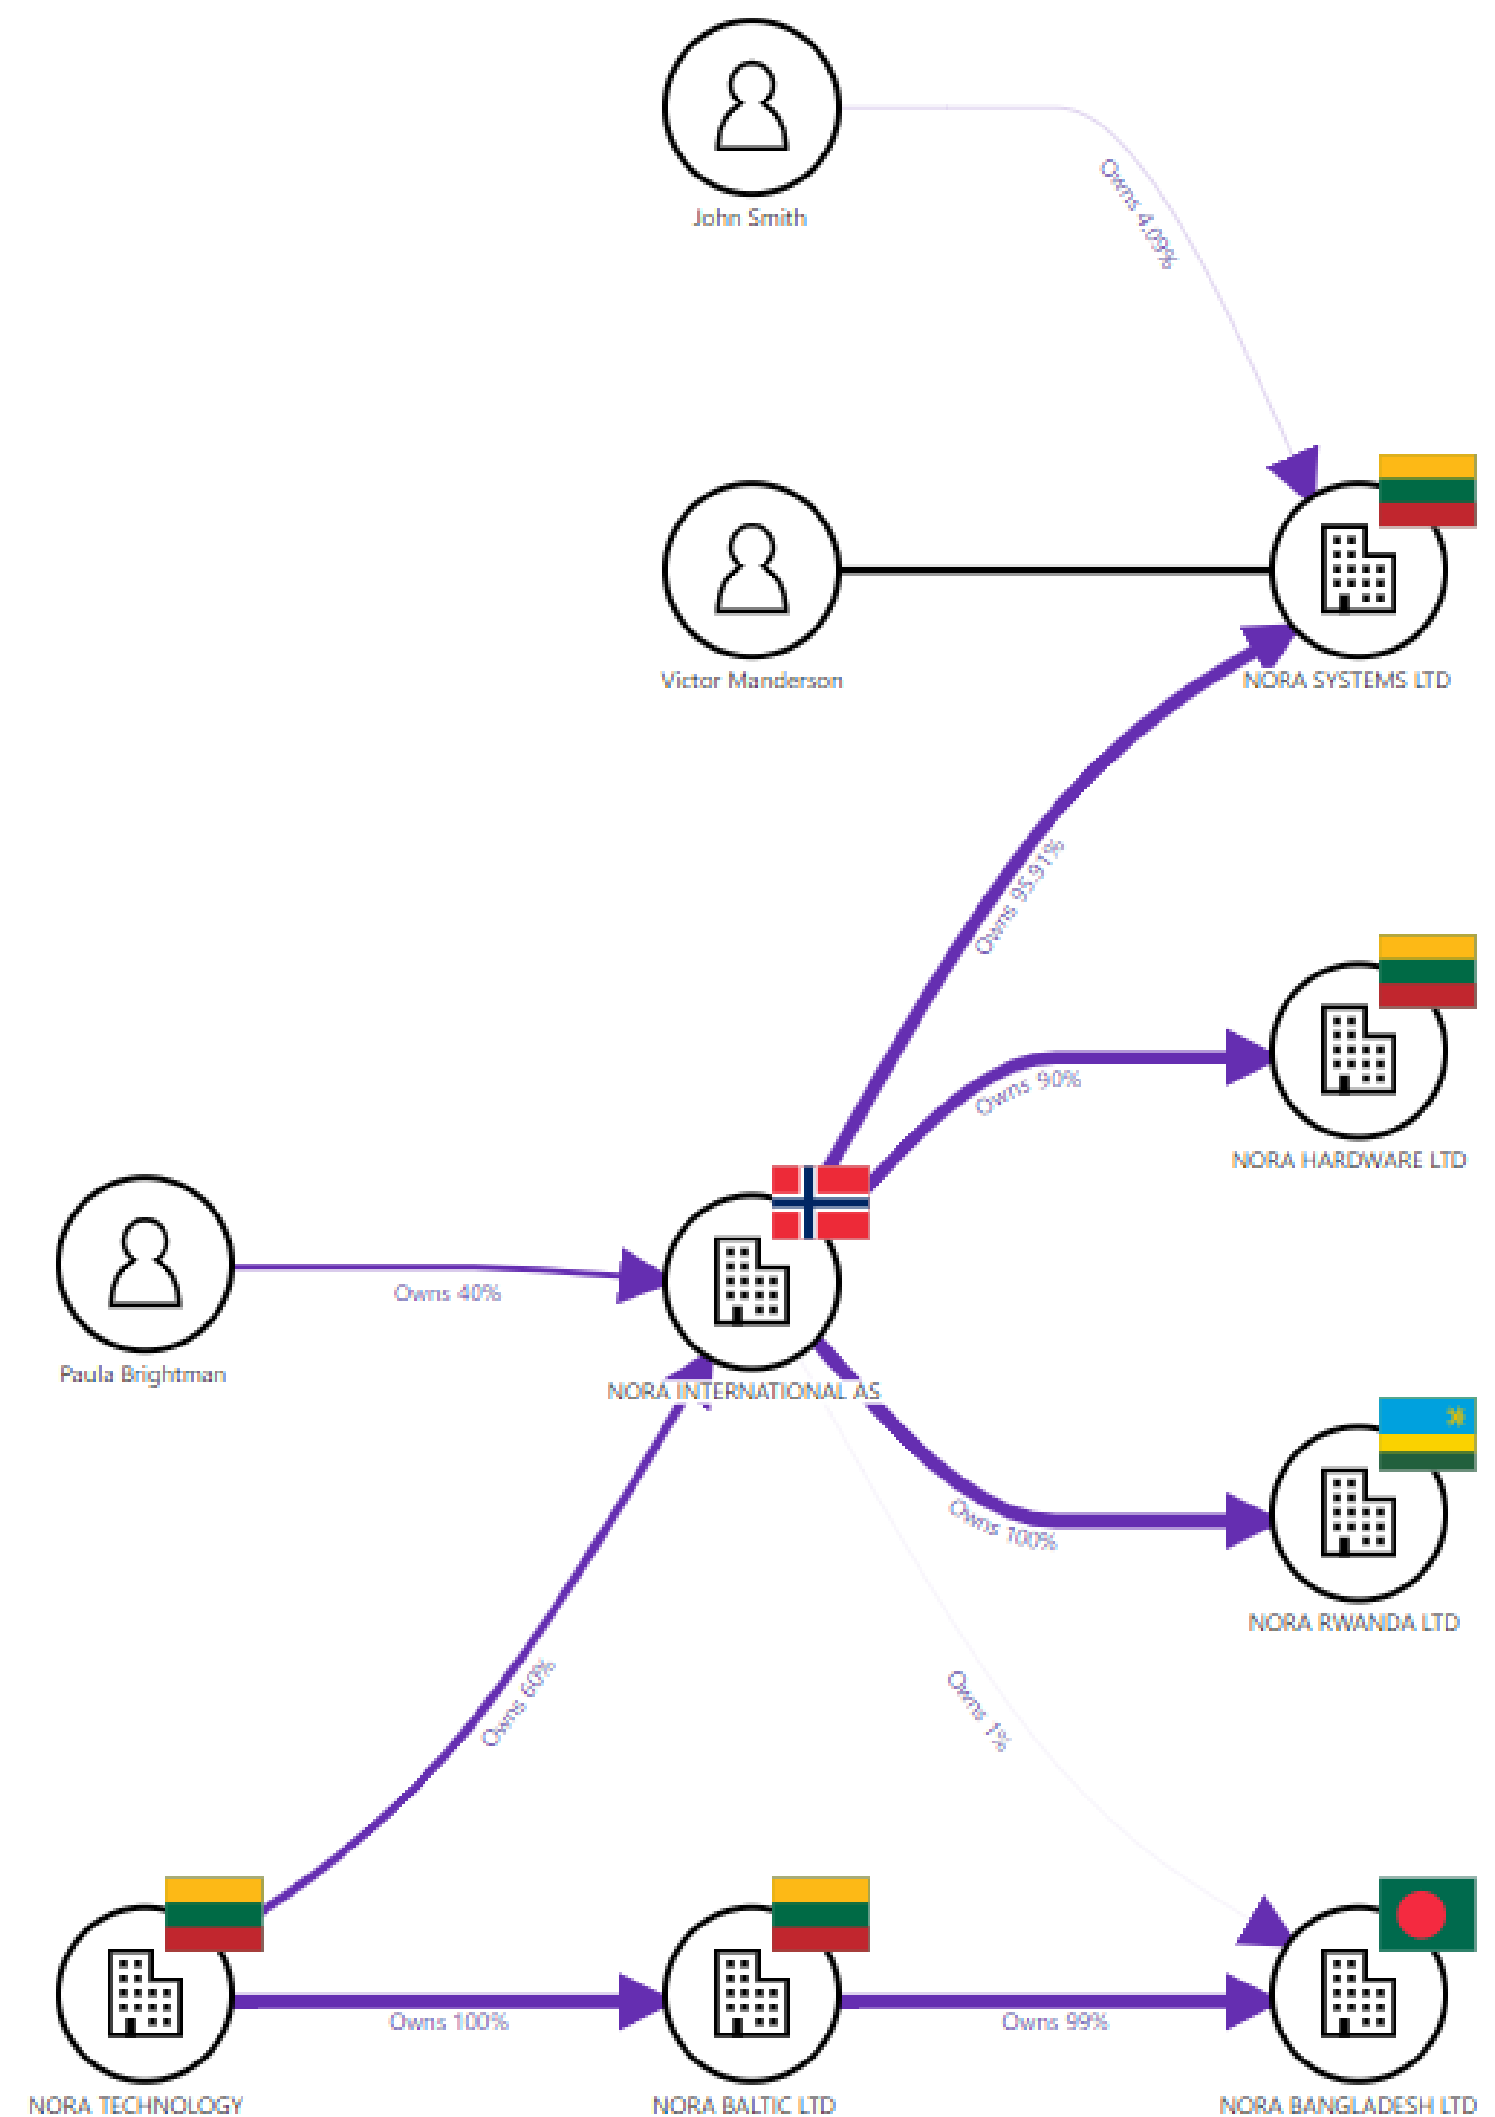 John Smith
Owns 4.09%
Victor Manderson
NORA SYSTEMS LTD
Owns 95.91%
Owns 90%
NORA HARDWARE LTD
Owns 40%
Paula Brightman
NORA INTERNATIONAL AS
Owns 100%
NORA RWANDA LTD
Owns 60%
Owns 1%
Owns 100%
Owns 99%
NORA TECHNOLOGY
NORA BALTIC LTD
NORA BANGLADESH LTD